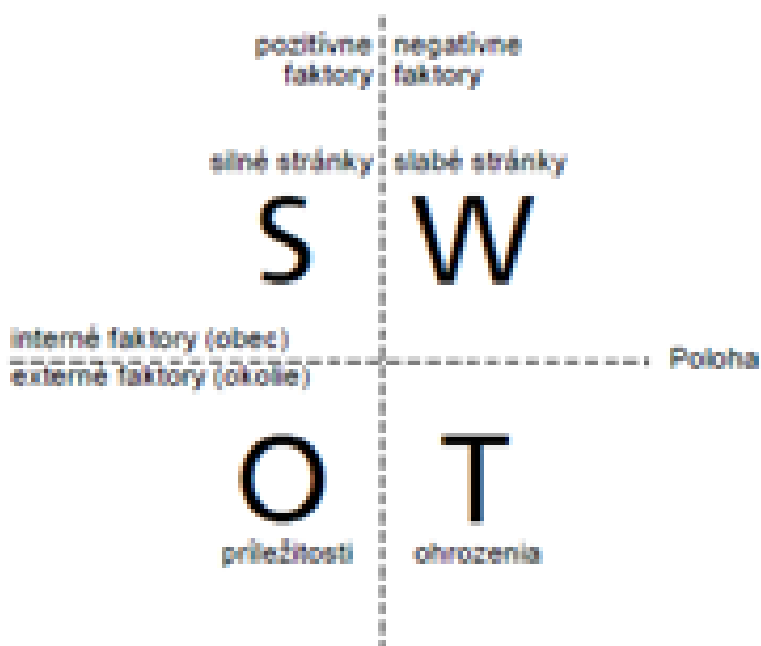 pozitívne negatívne
faktory faktory
silné stránky slabé stránky
S W
interné faktory (obec)
Poloha
externé faktory (okolie)
O T
príležitosti ohrozenia